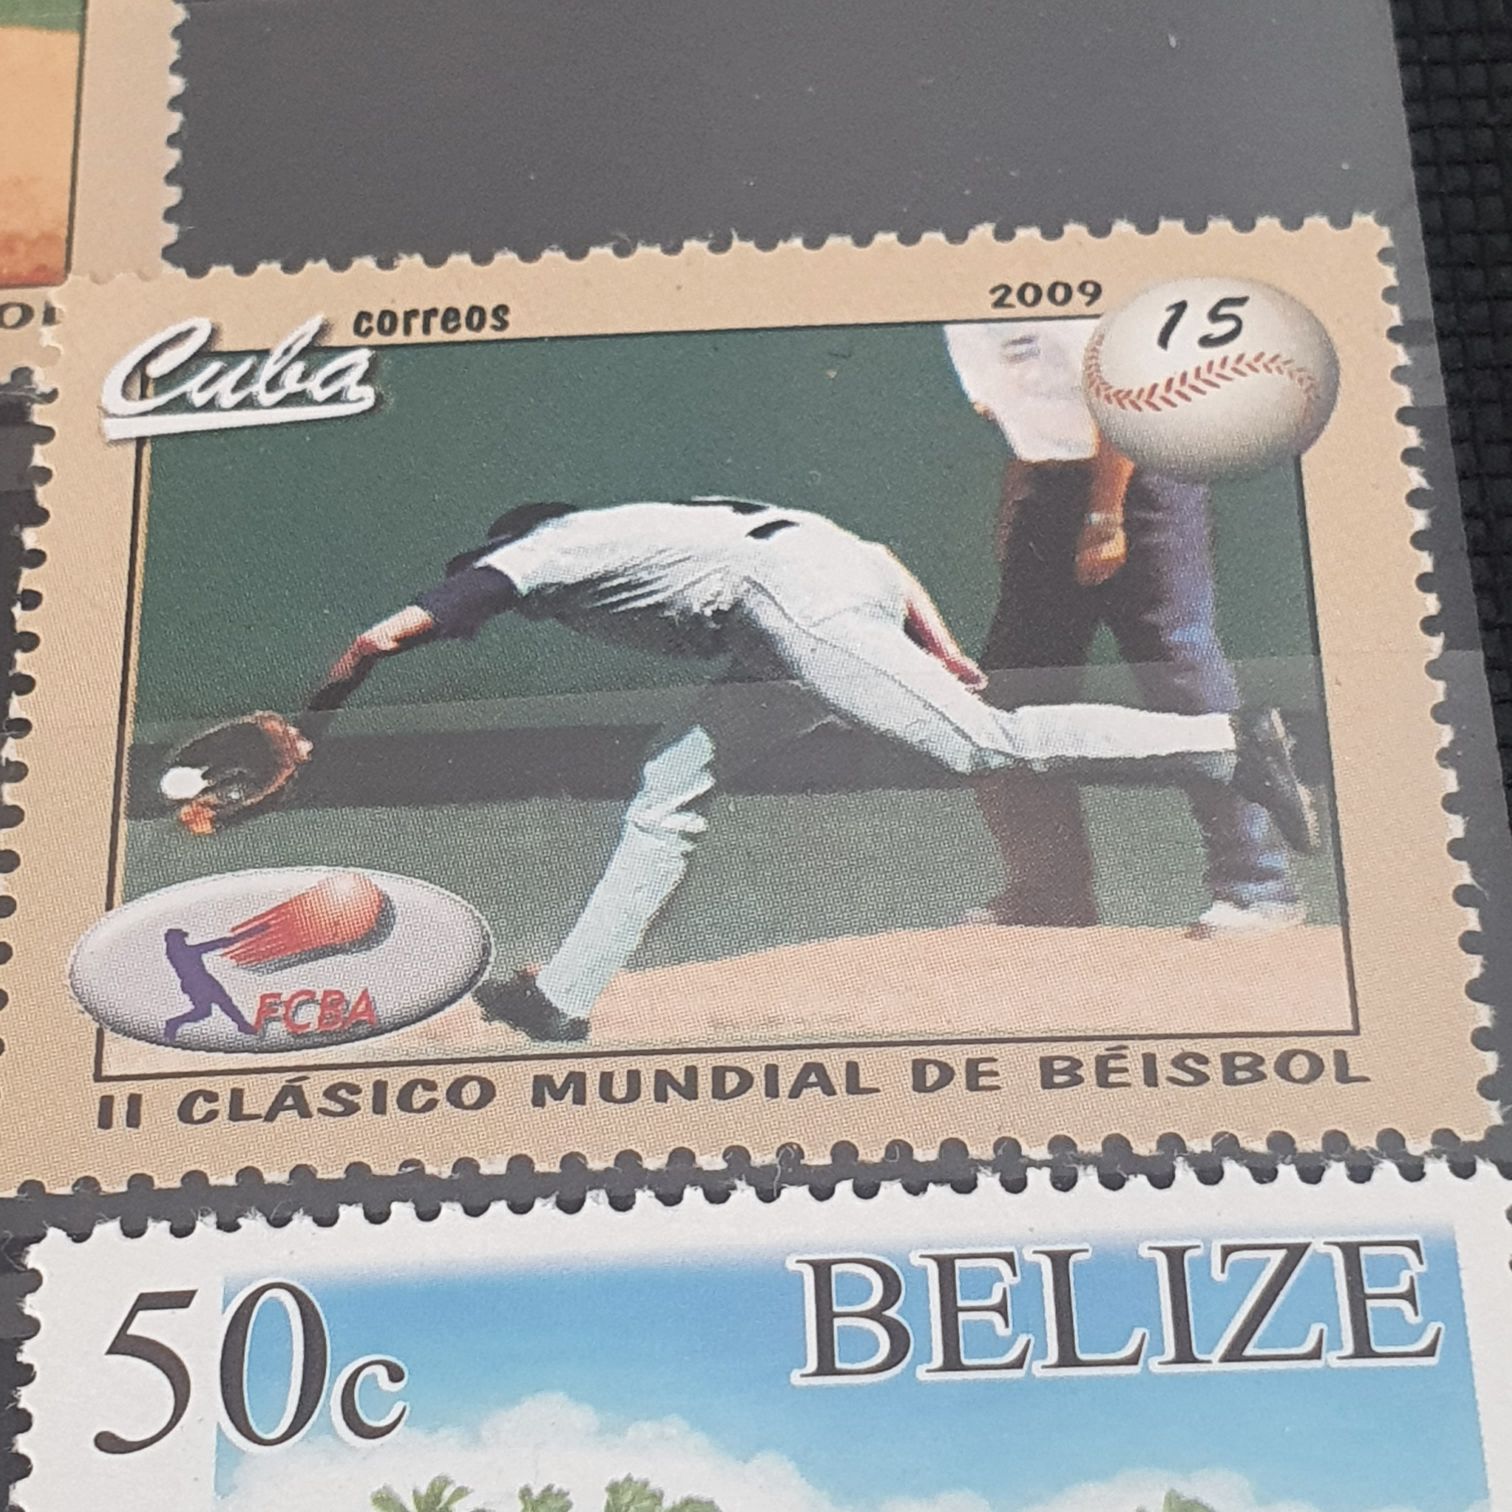 correos
2009
15
Cuba
FCBA
II CLÁSICO MUNDIAL DE BÉISBOL
50c
BELIZE